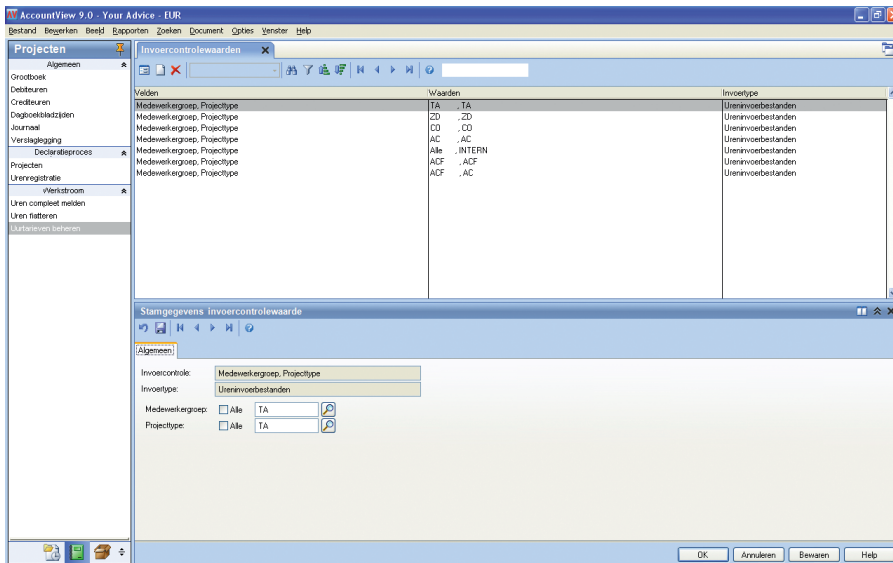 AccountView 9.0 - Your Advice - EUR
Bestand Bewerken Beeld Rapporten Zoeken Document Opties Venster Help
Projecten
Algemeen
Grootboek
Debiteuren
Crediteuren
Dagboekbladzijden
Journaal
Verslaglegging
Declaratieproces
Projecten
Urenregistratie
Werkstroom
Uren compleet melden
Uren fiatteren
Uurtarieven beheren
Invoercontrolewaarden
Velden Waarden Invoertype
Medewerkergroep, Projecttype TA , TA Ureninvoerbestanden
Medewerkergroep, Projecttype ZD , ZD Ureninvoerbestanden
Medewerkergroep, Projecttype CO , CO Ureninvoerbestanden
Medewerkergroep, Projecttype AC , AC Ureninvoerbestanden
Medewerkergroep, Projecttype Alle , INTERN Ureninvoerbestanden
Medewerkergroep, Projecttype ACF , ACF Ureninvoerbestanden
Medewerkergroep, Projecttype ACF , AC Ureninvoerbestanden
Stamgegevens invoercontrolewaarde
Algemeen
Invoercontrole: Medewerkergroep, Projecttype
Invoertype: Ureninvoerbestanden
Medewerkergroep: Alle TA
Projecttype: Alle TA
OK Annuleren Bewaren Help